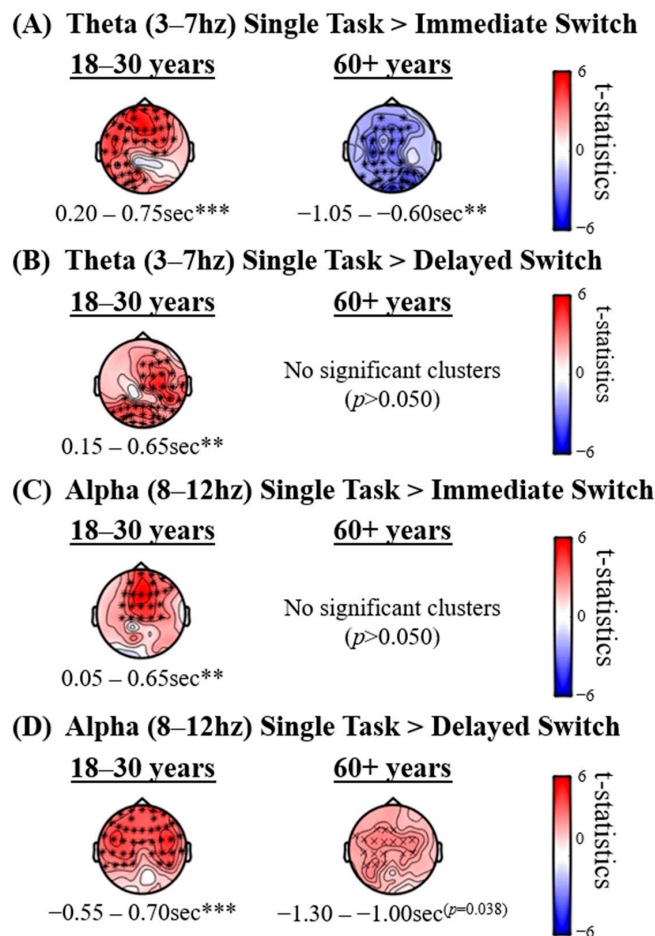 (A) Theta (3–7hz) Single Task > Immediate Switch
18–30 years 60+ years
6
0
−6
t-statistics
0.20 – 0.75sec*** −1.05 – −0.60sec**
(B) Theta (3–7hz) Single Task > Delayed Switch
18–30 years 60+ years
6
0
−6
t-statistics
No significant clusters
(p>0.050)
0.15 – 0.65sec**
(C) Alpha (8–12hz) Single Task > Immediate Switch
18–30 years 60+ years
6
0
−6
t-statistics
No significant clusters
(p>0.050)
0.05 – 0.65sec**
(D) Alpha (8–12hz) Single Task > Delayed Switch
18–30 years 60+ years
6
0
−6
t-statistics
−0.55 – 0.70sec*** −1.30 – −1.00sec(p=0.038)